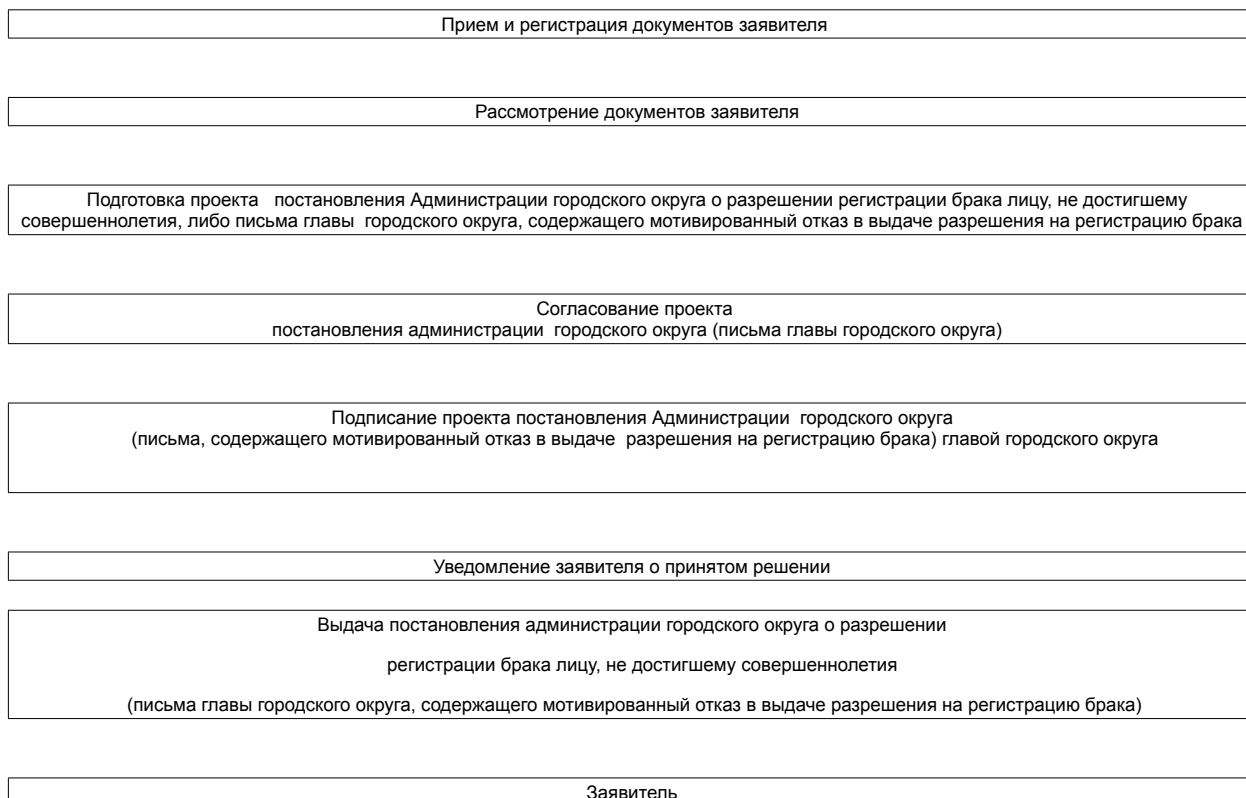 Прием и регистрация документов заявителя
Рассмотрение документов заявителя
Подготовка проекта постановления Администрации городского округа о разрешении регистрации брака лицу, не достигшему
совершеннолетия, либо письма главы городского округа, содержащего мотивированный отказ в выдаче разрешения на регистрацию брака
Согласование проекта
постановления администрации городского округа (письма главы городского округа)
Подписание проекта постановления Администрации городского округа
(письма, содержащего мотивированный отказ в выдаче разрешения на регистрацию брака) главой городского округа
Уведомление заявителя о принятом решении
Выдача постановления администрации городского округа о разрешении
регистрации брака лицу, не достигшему совершеннолетия
(письма главы городского округа, содержащего мотивированный отказ в выдаче разрешения на регистрацию брака)
Заявитель